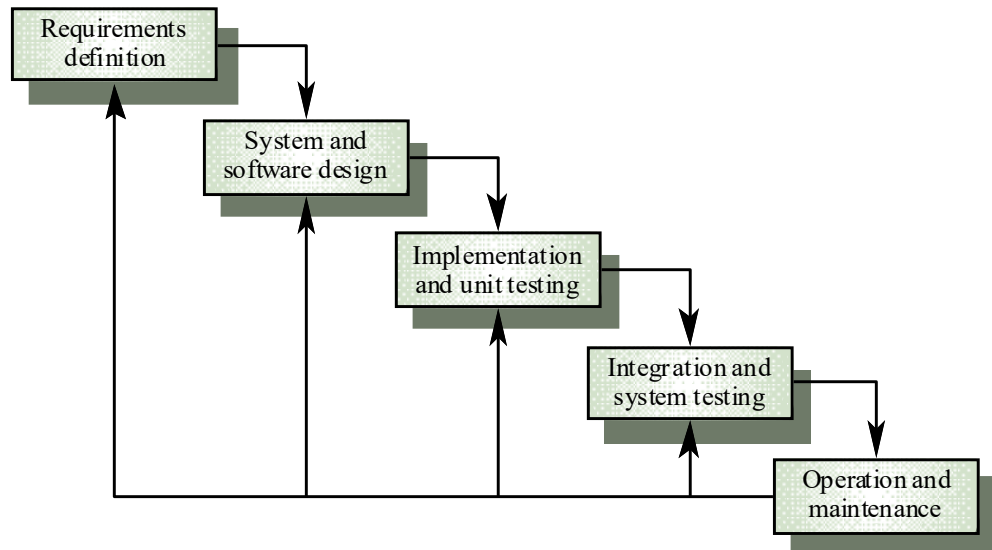 Requirements
definition
System and
software design
Implementation
and unit testing
Integration and
system testing
Operation and
maintenance